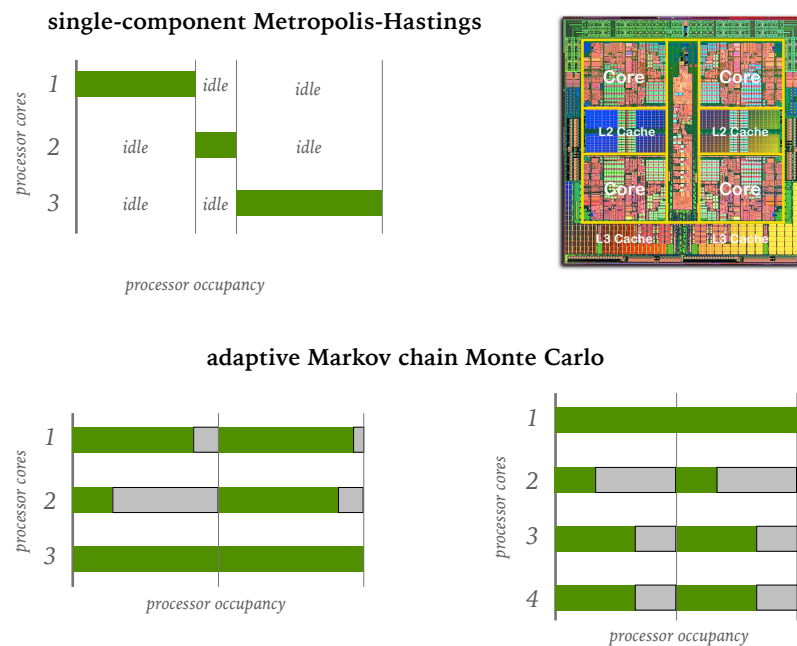 single-component Metropolis-Hastings
processor cores
1
idle
idle
2
idle
idle
3
idle
idle
idle
processor occupancy
Core
Core
L2 Cache
L2 Cache
Core
Core
L3 Cache
L3 Cache
adaptive Markov chain Monte Carlo
processor cores
1
2
3
processor occupancy
processor cores
1
2
3
4
processor occupancy